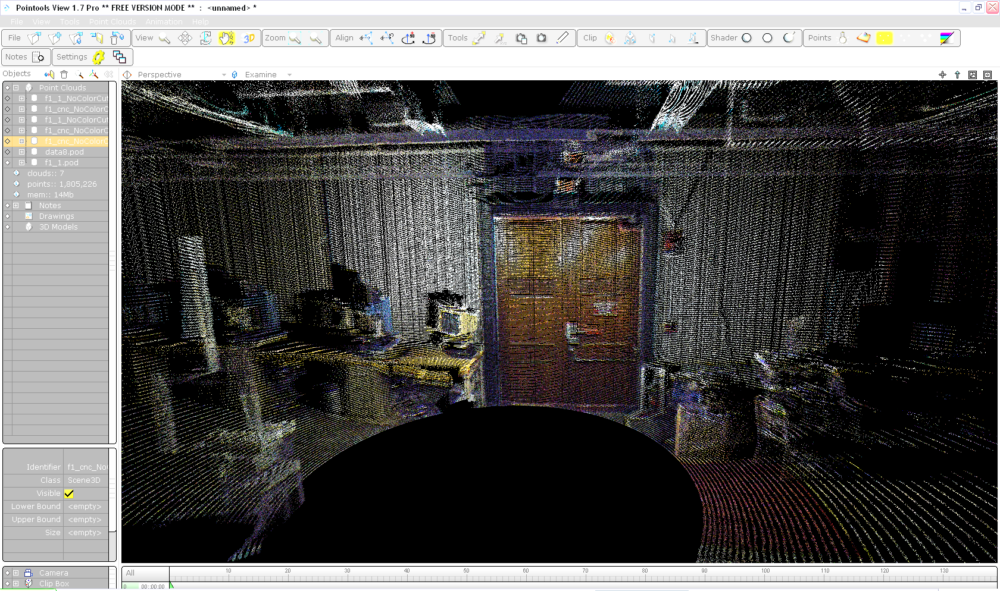 Pointools View 1.7 Pro ** FREE VERSION MODE ** : <unnamed> *
File View Tools Point Clouds Animation Help
File View 3D Zoom Align 90 90 Tools Clip Shader Points
Notes Settings
Objects Perspective Examine
Point Clouds
f1_1_NoColorCut
f1_cnc_NoColorC
f1_1_NoColorCut
f1_cnc_NoColorC
f1_cnc_NoColorC
data8.pod
f1_1.pod
clouds:: 7
points:: 1,805,226
mem:: 14Mb
Notes
Drawings
3D Models
Identifier f1_cnc_No
Class Scene3D
Visible
Lower Bound <empty>
Upper Bound <empty>
Size <empty>
Camera
Clip Box
All 10 20 30 40 50 60 70 80 90 100 110 120 130
0 00::00:00